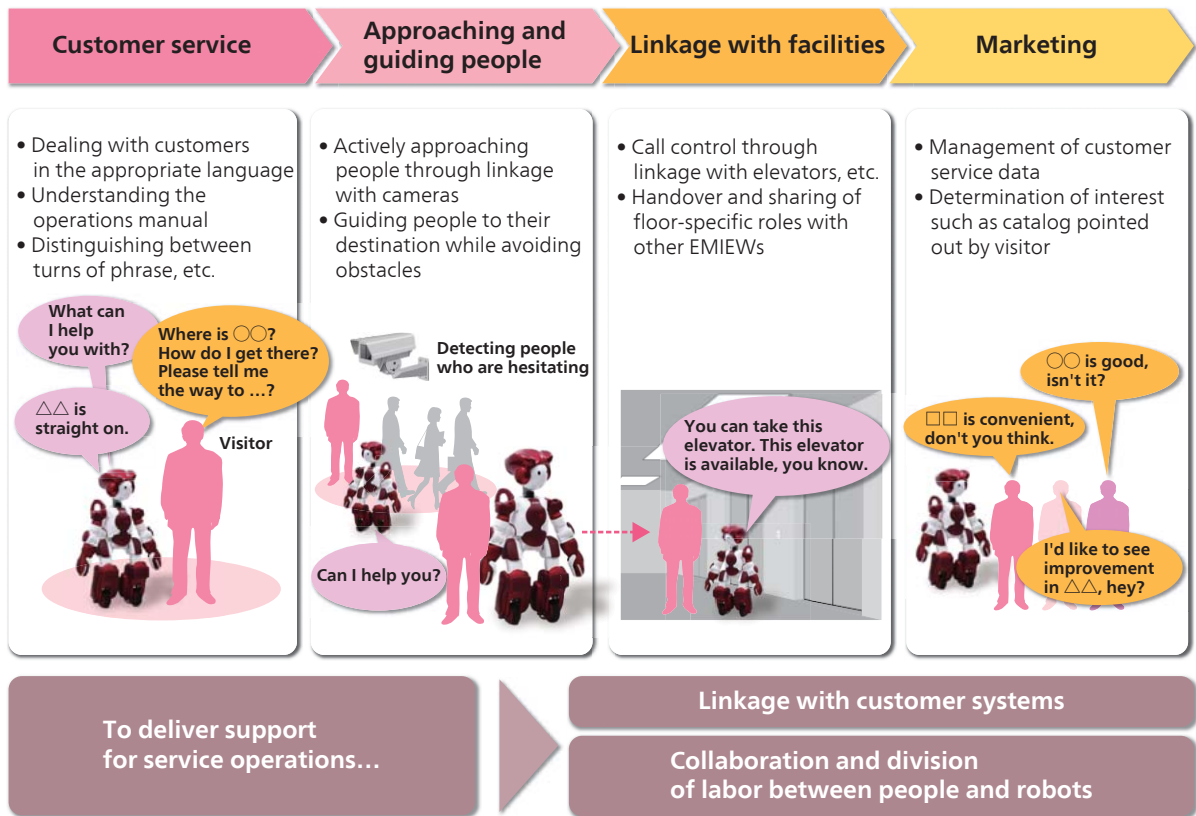 Customer service
Approaching and
guiding people
Linkage with facilities
Marketing
• Dealing with customers
in the appropriate language
• Understanding the
operations manual
• Distinguishing between
turns of phrase, etc.
What can
I help
you with?
Where is ○○?
How do I get there?
Please tell me
the way to …?
△△ is
straight on.
Visitor
• Actively approaching
people through linkage
with cameras
• Guiding people to their
destination while avoiding
obstacles
Detecting people
who are hesitating
Can I help you?
• Call control through
linkage with elevators, etc.
• Handover and sharing of
floor-specific roles with
other EMIEWs
You can take this
elevator. This elevator
is available, you know.
• Management of customer
service data
• Determination of interest
such as catalog pointed
out by visitor
○○ is good,
isn't it?
□□ is convenient,
don't you think.
I'd like to see
improvement
in △△, hey?
To deliver support
for service operations…
Linkage with customer systems
Collaboration and division
of labor between people and robots